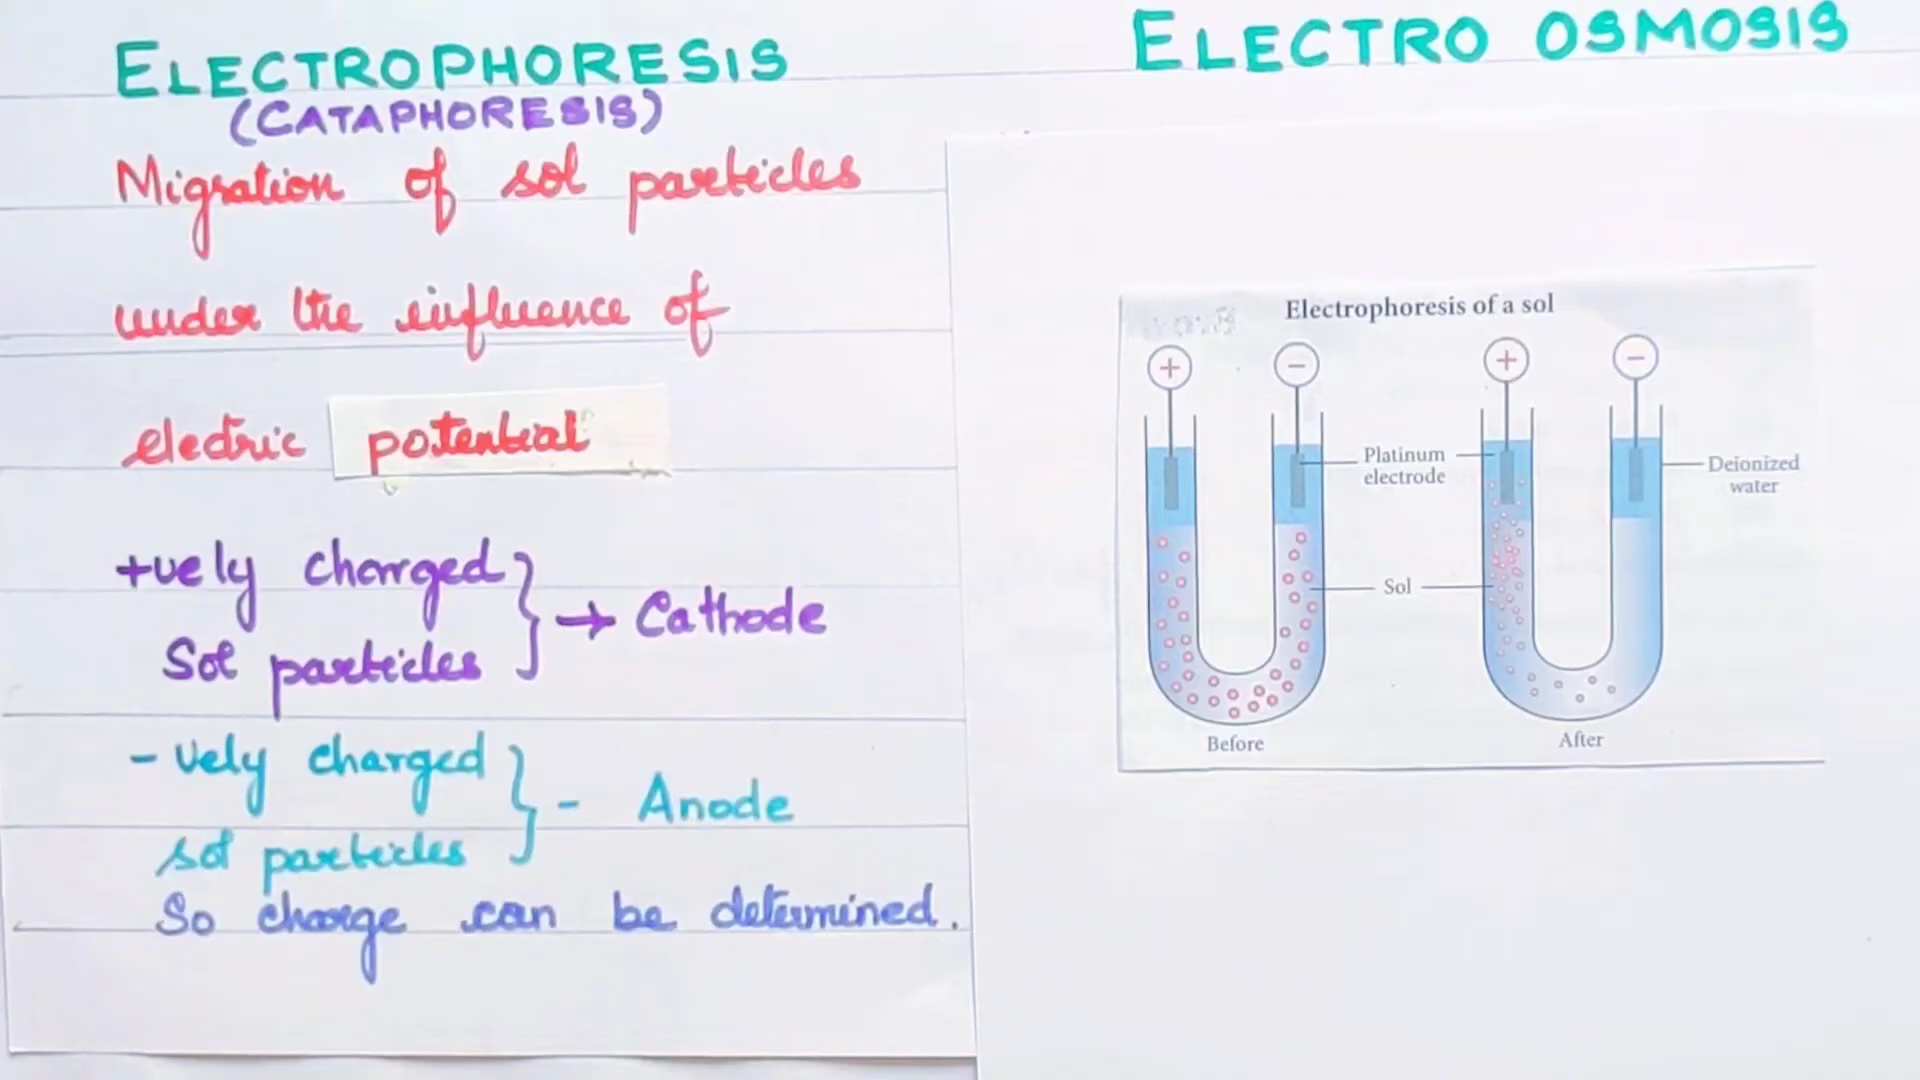 ELECTROPHORESIS
(CATAPHORESIS)
Migration of sol particles
under the influence of
electric potential
+vely charged
Sol particles } → Cathode
- vely charged
sol particles } - Anode
So charge can be determined.
ELECTRO OSMOSIS
Electrophoresis of a sol
+ − + −
Platinum
electrode
Deionized
water
Sol
Before
After